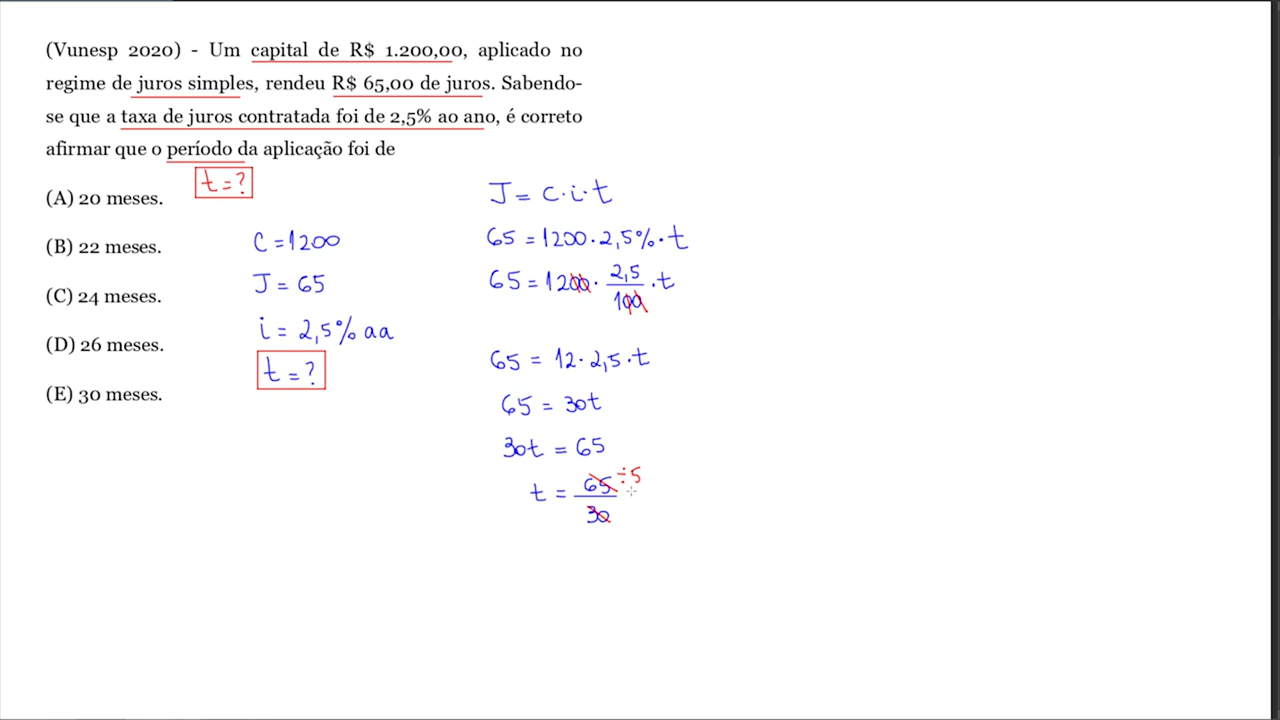 (Vunesp 2020) - Um capital de R$ 1.200,00, aplicado no
regime de juros simples, rendeu R$ 65,00 de juros. Sabendo-
se que a taxa de juros contratada foi de 2,5% ao ano, é correto
afirmar que o período da aplicação foi de
t = ?
(A) 20 meses.
(B) 22 meses.
(C) 24 meses.
(D) 26 meses.
(E) 30 meses.
C = 1200
J = 65
i = 2,5% aa
t = ?
J = C · i · t
65 = 1200 · 2,5% · t
65 = 1200 · 2,5/100 · t
65 = 12 · 2,5 · t
65 = 30t
30t = 65
t = 65/30 ÷5